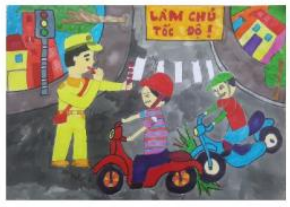 LÀM CHỦ
TỐC ĐỘ !